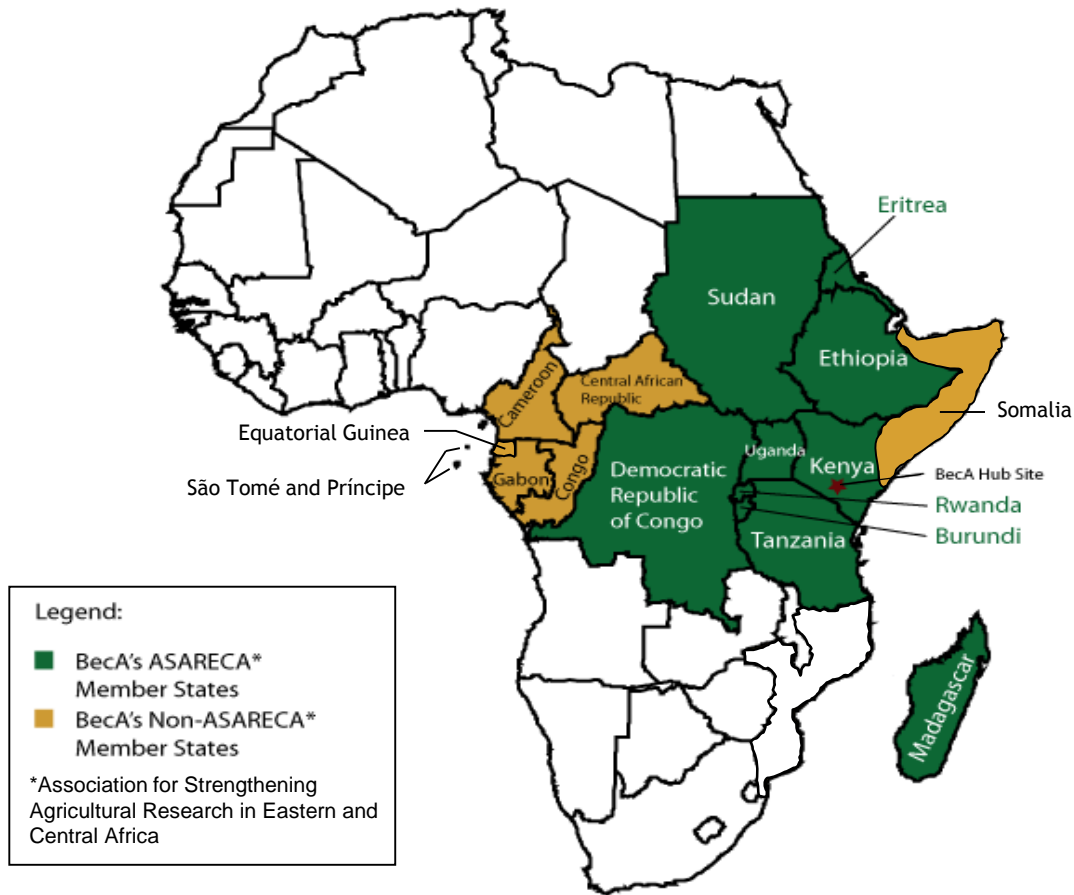 Eritrea
Sudan
Ethiopia
Cameroon
Central African
Republic
Somalia
Equatorial Guinea
Uganda
Kenya
Congo
Democratic
Republic
of Congo
BecA Hub Site
Gabon
São Tomé and Príncipe
Rwanda
Burundi
Tanzania
Madagascar
Legend:
BecA's ASARECA*
Member States
BecA's Non-ASARECA*
Member States
*Association for Strengthening
Agricultural Research in Eastern and
Central Africa